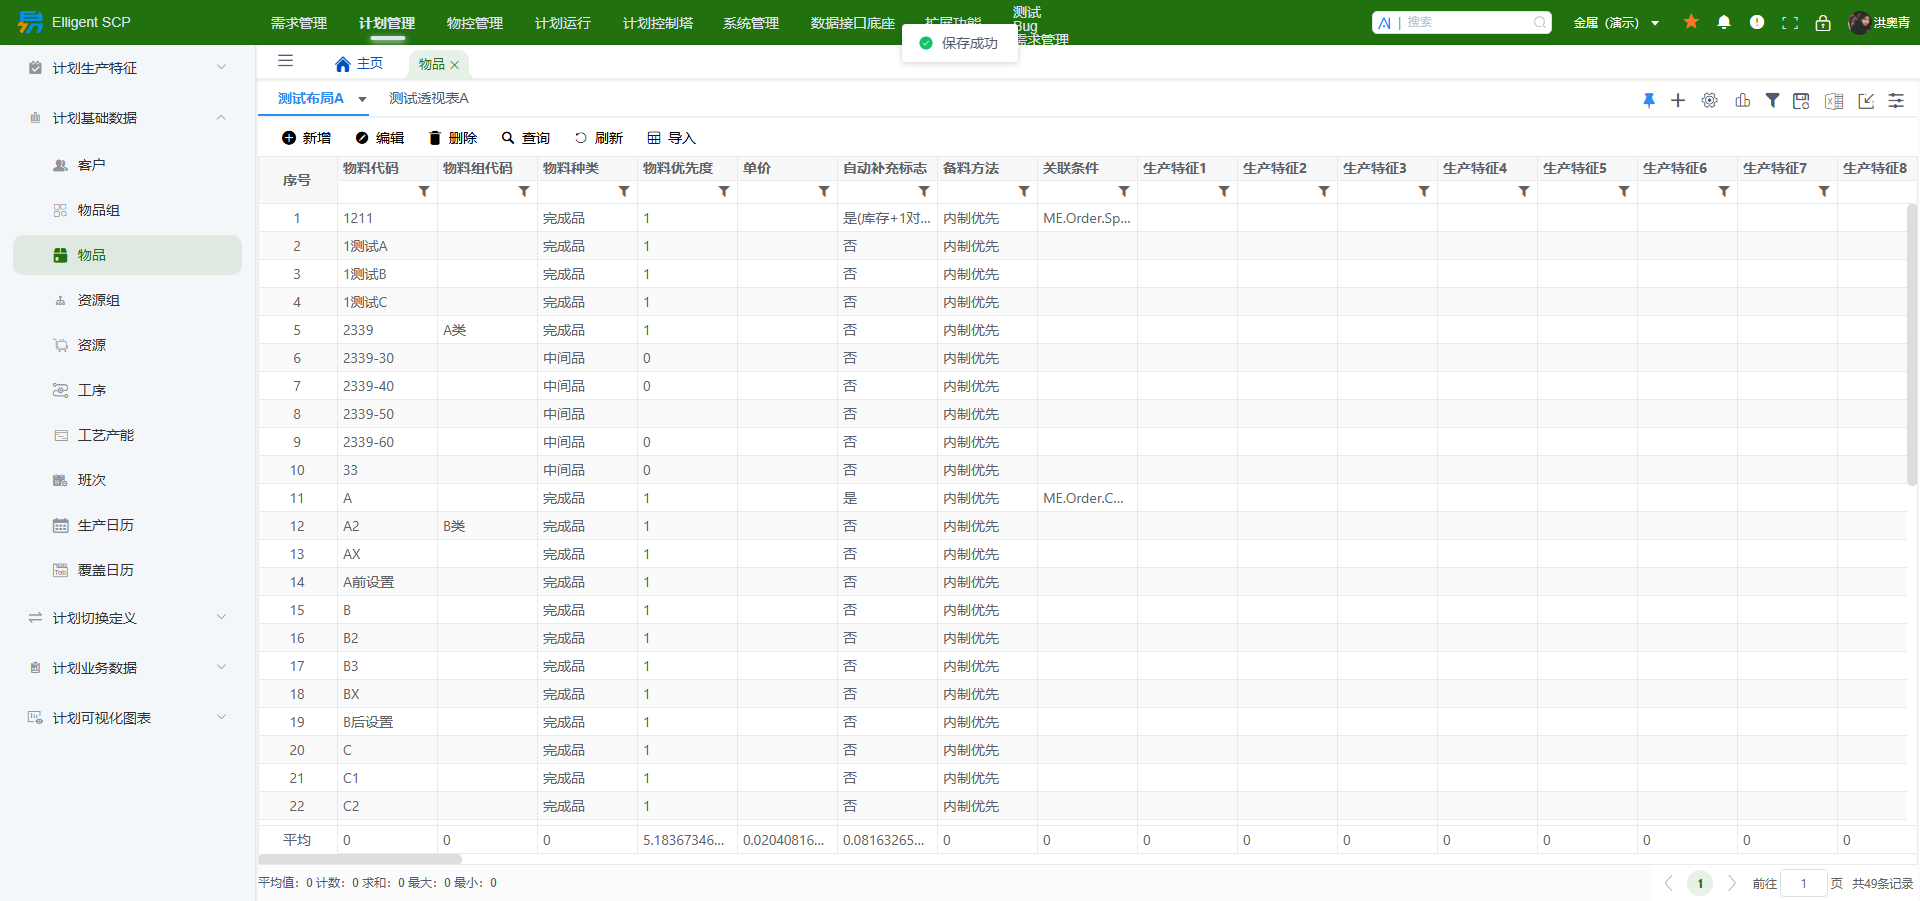 Elligent SCP
需求管理 计划管理 物控管理 计划运行 计划控制塔 系统管理 数据接口底座 扩展功能 测试
Bug
需求管理
保存成功
搜索
金属（演示）
洪奥青
计划生产特征
计划基础数据
客户
物品组
物品
资源组
资源
工序
工艺产能
班次
生产日历
覆盖日历
计划切换定义
计划业务数据
计划可视化图表
主页 物品
测试布局A 测试透视表A
新增 编辑 删除 查询 刷新 导入
序号 物料代码 物料组代码 物料种类 物料优先度 单价 自动补充标志 备料方法 关联条件 生产特征1 生产特征2 生产特征3 生产特征4 生产特征5 生产特征6 生产特征7 生产特征8
1 1211 完成品 1 是(库存+1对... 内制优先 ME.Order.Sp...
2 1测试A 完成品 1 否 内制优先
3 1测试B 完成品 1 否 内制优先
4 1测试C 完成品 1 否 内制优先
5 2339 A类 完成品 1 否 内制优先
6 2339-30 中间品 0 否 内制优先
7 2339-40 中间品 0 否 内制优先
8 2339-50 中间品 否 内制优先
9 2339-60 中间品 0 否 内制优先
10 33 中间品 0 否 内制优先
11 A 完成品 1 是 内制优先 ME.Order.C...
12 A2 B类 完成品 1 否 内制优先
13 AX 完成品 1 否 内制优先
14 A前设置 完成品 1 否 内制优先
15 B 完成品 1 否 内制优先
16 B2 完成品 1 否 内制优先
17 B3 完成品 1 否 内制优先
18 BX 完成品 1 否 内制优先
19 B后设置 完成品 1 否 内制优先
20 C 完成品 1 否 内制优先
21 C1 完成品 1 否 内制优先
22 C2 完成品 1 否 内制优先
平均 0 0 0 5.18367346... 0.02040816... 0.08163265... 0 0 0 0 0 0 0 0 0 0
平均值：0 计数：0 求和：0 最大：0 最小：0
1 前往 1 页 共49条记录